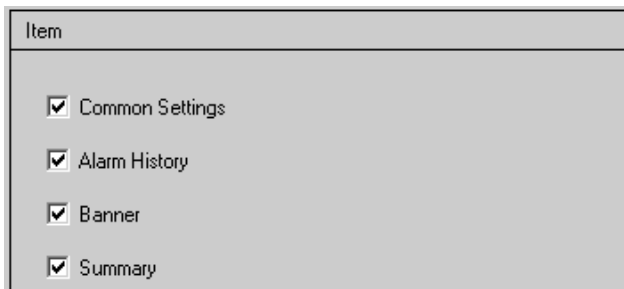 Item
Common Settings
Alarm History
Banner
Summary